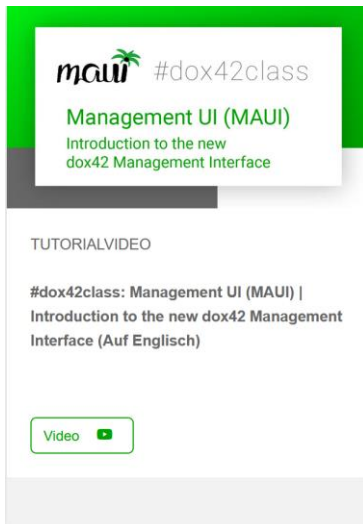 maui #dox42class
Management UI (MAUI)
Introduction to the new
dox42 Management Interface
TUTORIALVIDEO
#dox42class: Management UI (MAUI) |
Introduction to the new dox42 Management
Interface (Auf Englisch)
Video